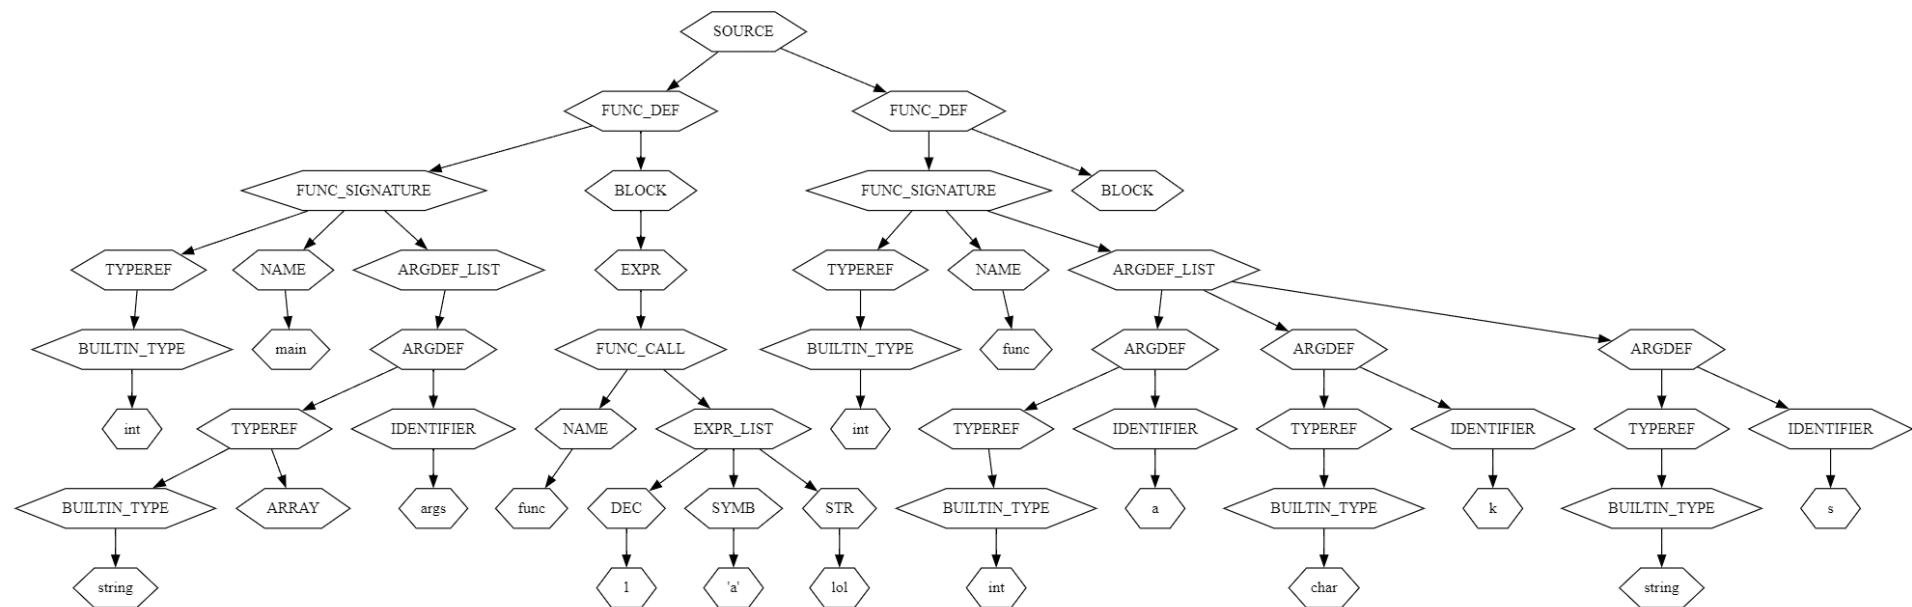 SOURCE
FUNC_DEF FUNC_DEF
FUNC_SIGNATURE BLOCK FUNC_SIGNATURE BLOCK
TYPEREF NAME ARGDEF_LIST EXPR TYPEREF NAME ARGDEF_LIST
BUILTIN_TYPE main ARGDEF FUNC_CALL BUILTIN_TYPE func ARGDEF ARGDEF ARGDEF
int TYPEREF IDENTIFIER NAME EXPR_LIST int TYPEREF IDENTIFIER TYPEREF IDENTIFIER TYPEREF IDENTIFIER
BUILTIN_TYPE ARRAY args func DEC SYMB STR BUILTIN_TYPE a BUILTIN_TYPE k BUILTIN_TYPE s
string 1 'a' lol int char string